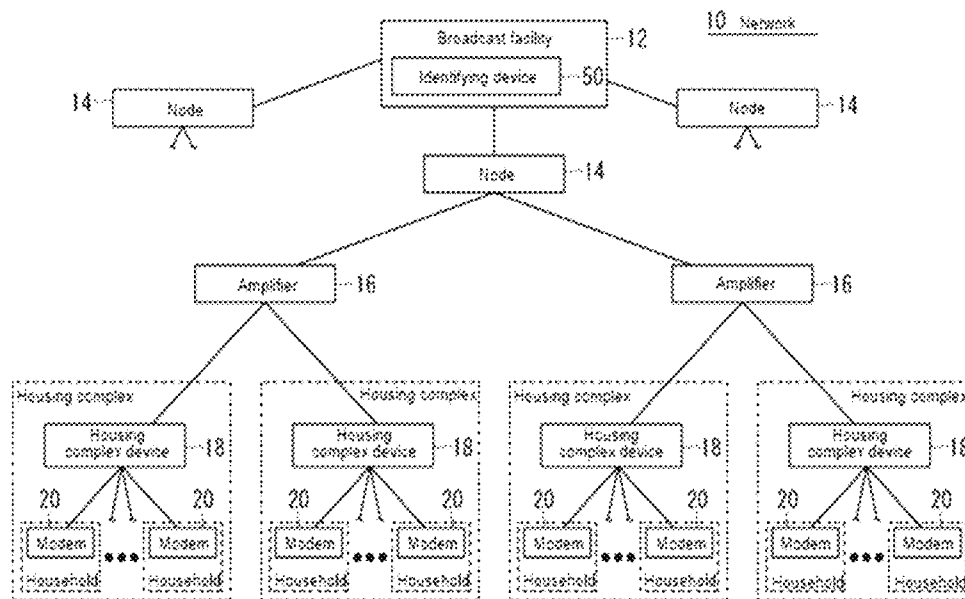 10 Network
Broadcast facility
12
Identifying device
50
14
Node
Node
14
Node
14
Amplifier
16
Amplifier
16
Housing complex
Housing complex
Housing complex
Housing complex
Housing
complex device
18
Housing
complex device
18
Housing
complex device
18
Housing
complex device
18
20
20
20
20
20
20
20
20
Modem
Modem
Modem
Modem
Modem
Modem
Modem
Modem
Household
Household
Household
Household
Household
Household
Household
Household